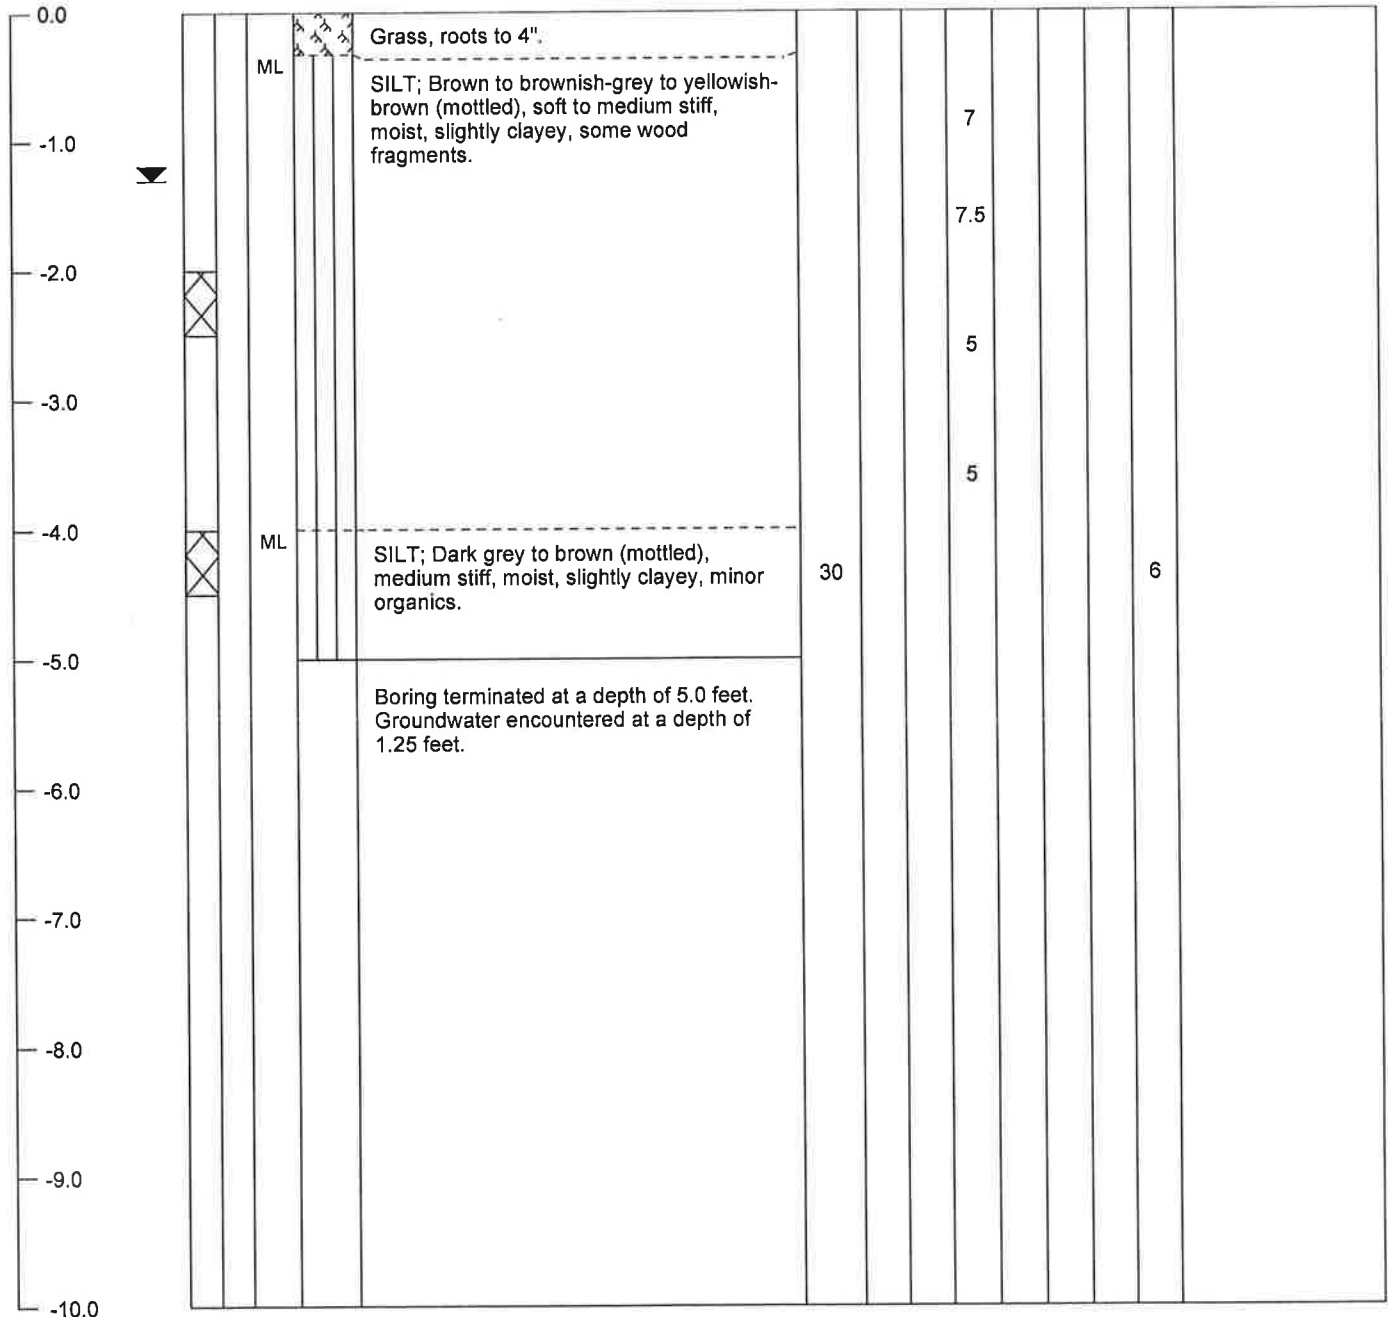 0.0
Grass, roots to 4".
ML
SILT; Brown to brownish-grey to yellowish-
brown (mottled), soft to medium stiff,
moist, slightly clayey, some wood
fragments.
7
-1.0
7.5
-2.0
5
-3.0
5
-4.0
ML
SILT; Dark grey to brown (mottled),
medium stiff, moist, slightly clayey, minor
organics.
30
6
-5.0
Boring terminated at a depth of 5.0 feet.
Groundwater encountered at a depth of
1.25 feet.
-6.0
-7.0
-8.0
-9.0
-10.0